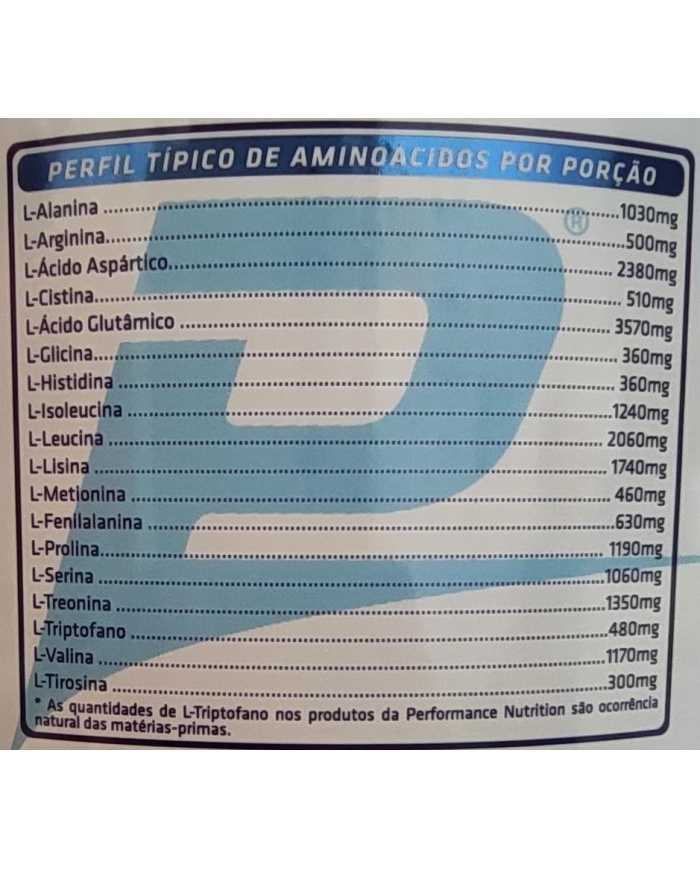 PERFIL TÍPICO DE AMINOÁCIDOS POR PORÇÃO
L-Alanina ........ 1030mg
L-Arginina ........ 500mg
L-Ácido Aspártico ........ 2380mg
L-Cistina ........ 510mg
L-Ácido Glutâmico ........ 3570mg
L-Glicina ........ 360mg
L-Histidina ........ 360mg
L-Isoleucina ........ 1240mg
L-Leucina ........ 2060mg
L-Lisina ........ 1740mg
L-Metionina ........ 460mg
L-Fenilalanina ........ 630mg
L-Prolina ........ 1190mg
L-Serina ........ 1060mg
L-Treonina ........ 1350mg
L-Triptofano ........ 480mg
L-Valina ........ 1170mg
L-Tirosina ........ 300mg
* As quantidades de L-Triptofano nos produtos da Performance Nutrition são ocorrência
natural das matérias-primas.
P
®